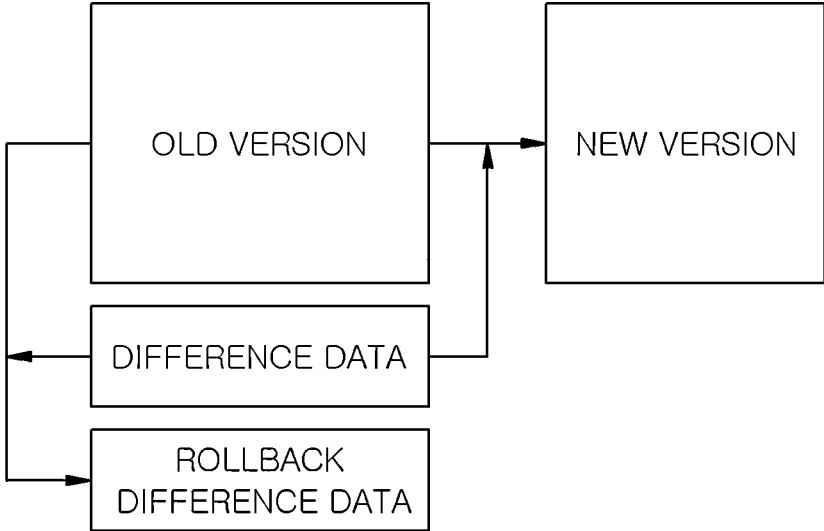 OLD VERSION
NEW VERSION
DIFFERENCE DATA
ROLLBACK
DIFFERENCE DATA